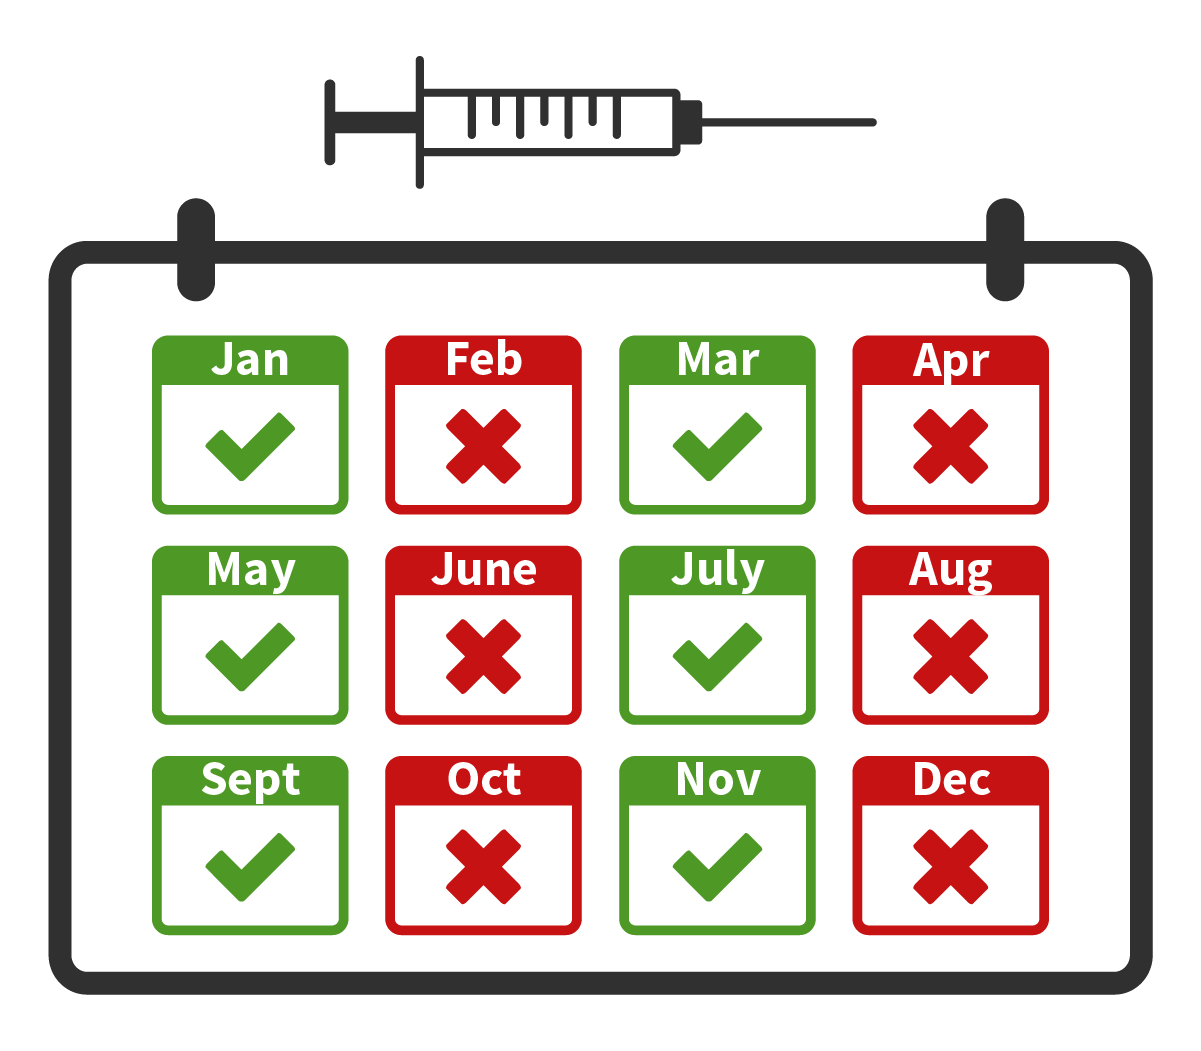 Jan Feb Mar Apr
May June July Aug
Sept Oct Nov Dec